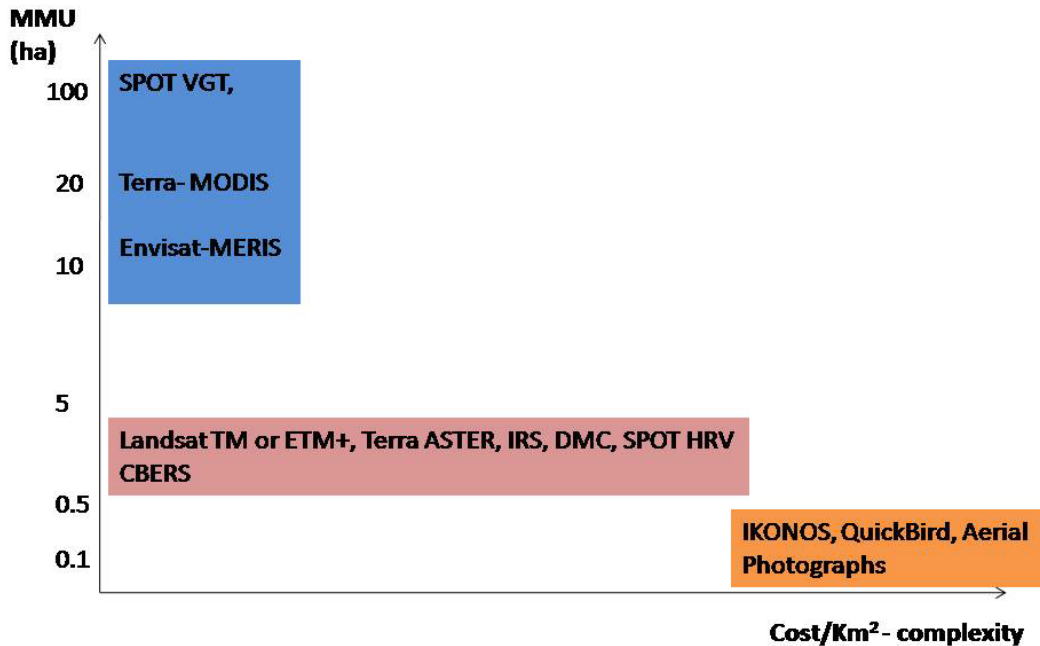 MMU
(ha)
100
SPOT VGT,
20
Terra- MODIS
Envisat-MERIS
10
5
Landsat TM or ETM+, Terra ASTER, IRS, DMC, SPOT HRV
CBERS
0.5
IKONOS, QuickBird, Aerial
Photographs
0.1
Cost/Km² - complexity